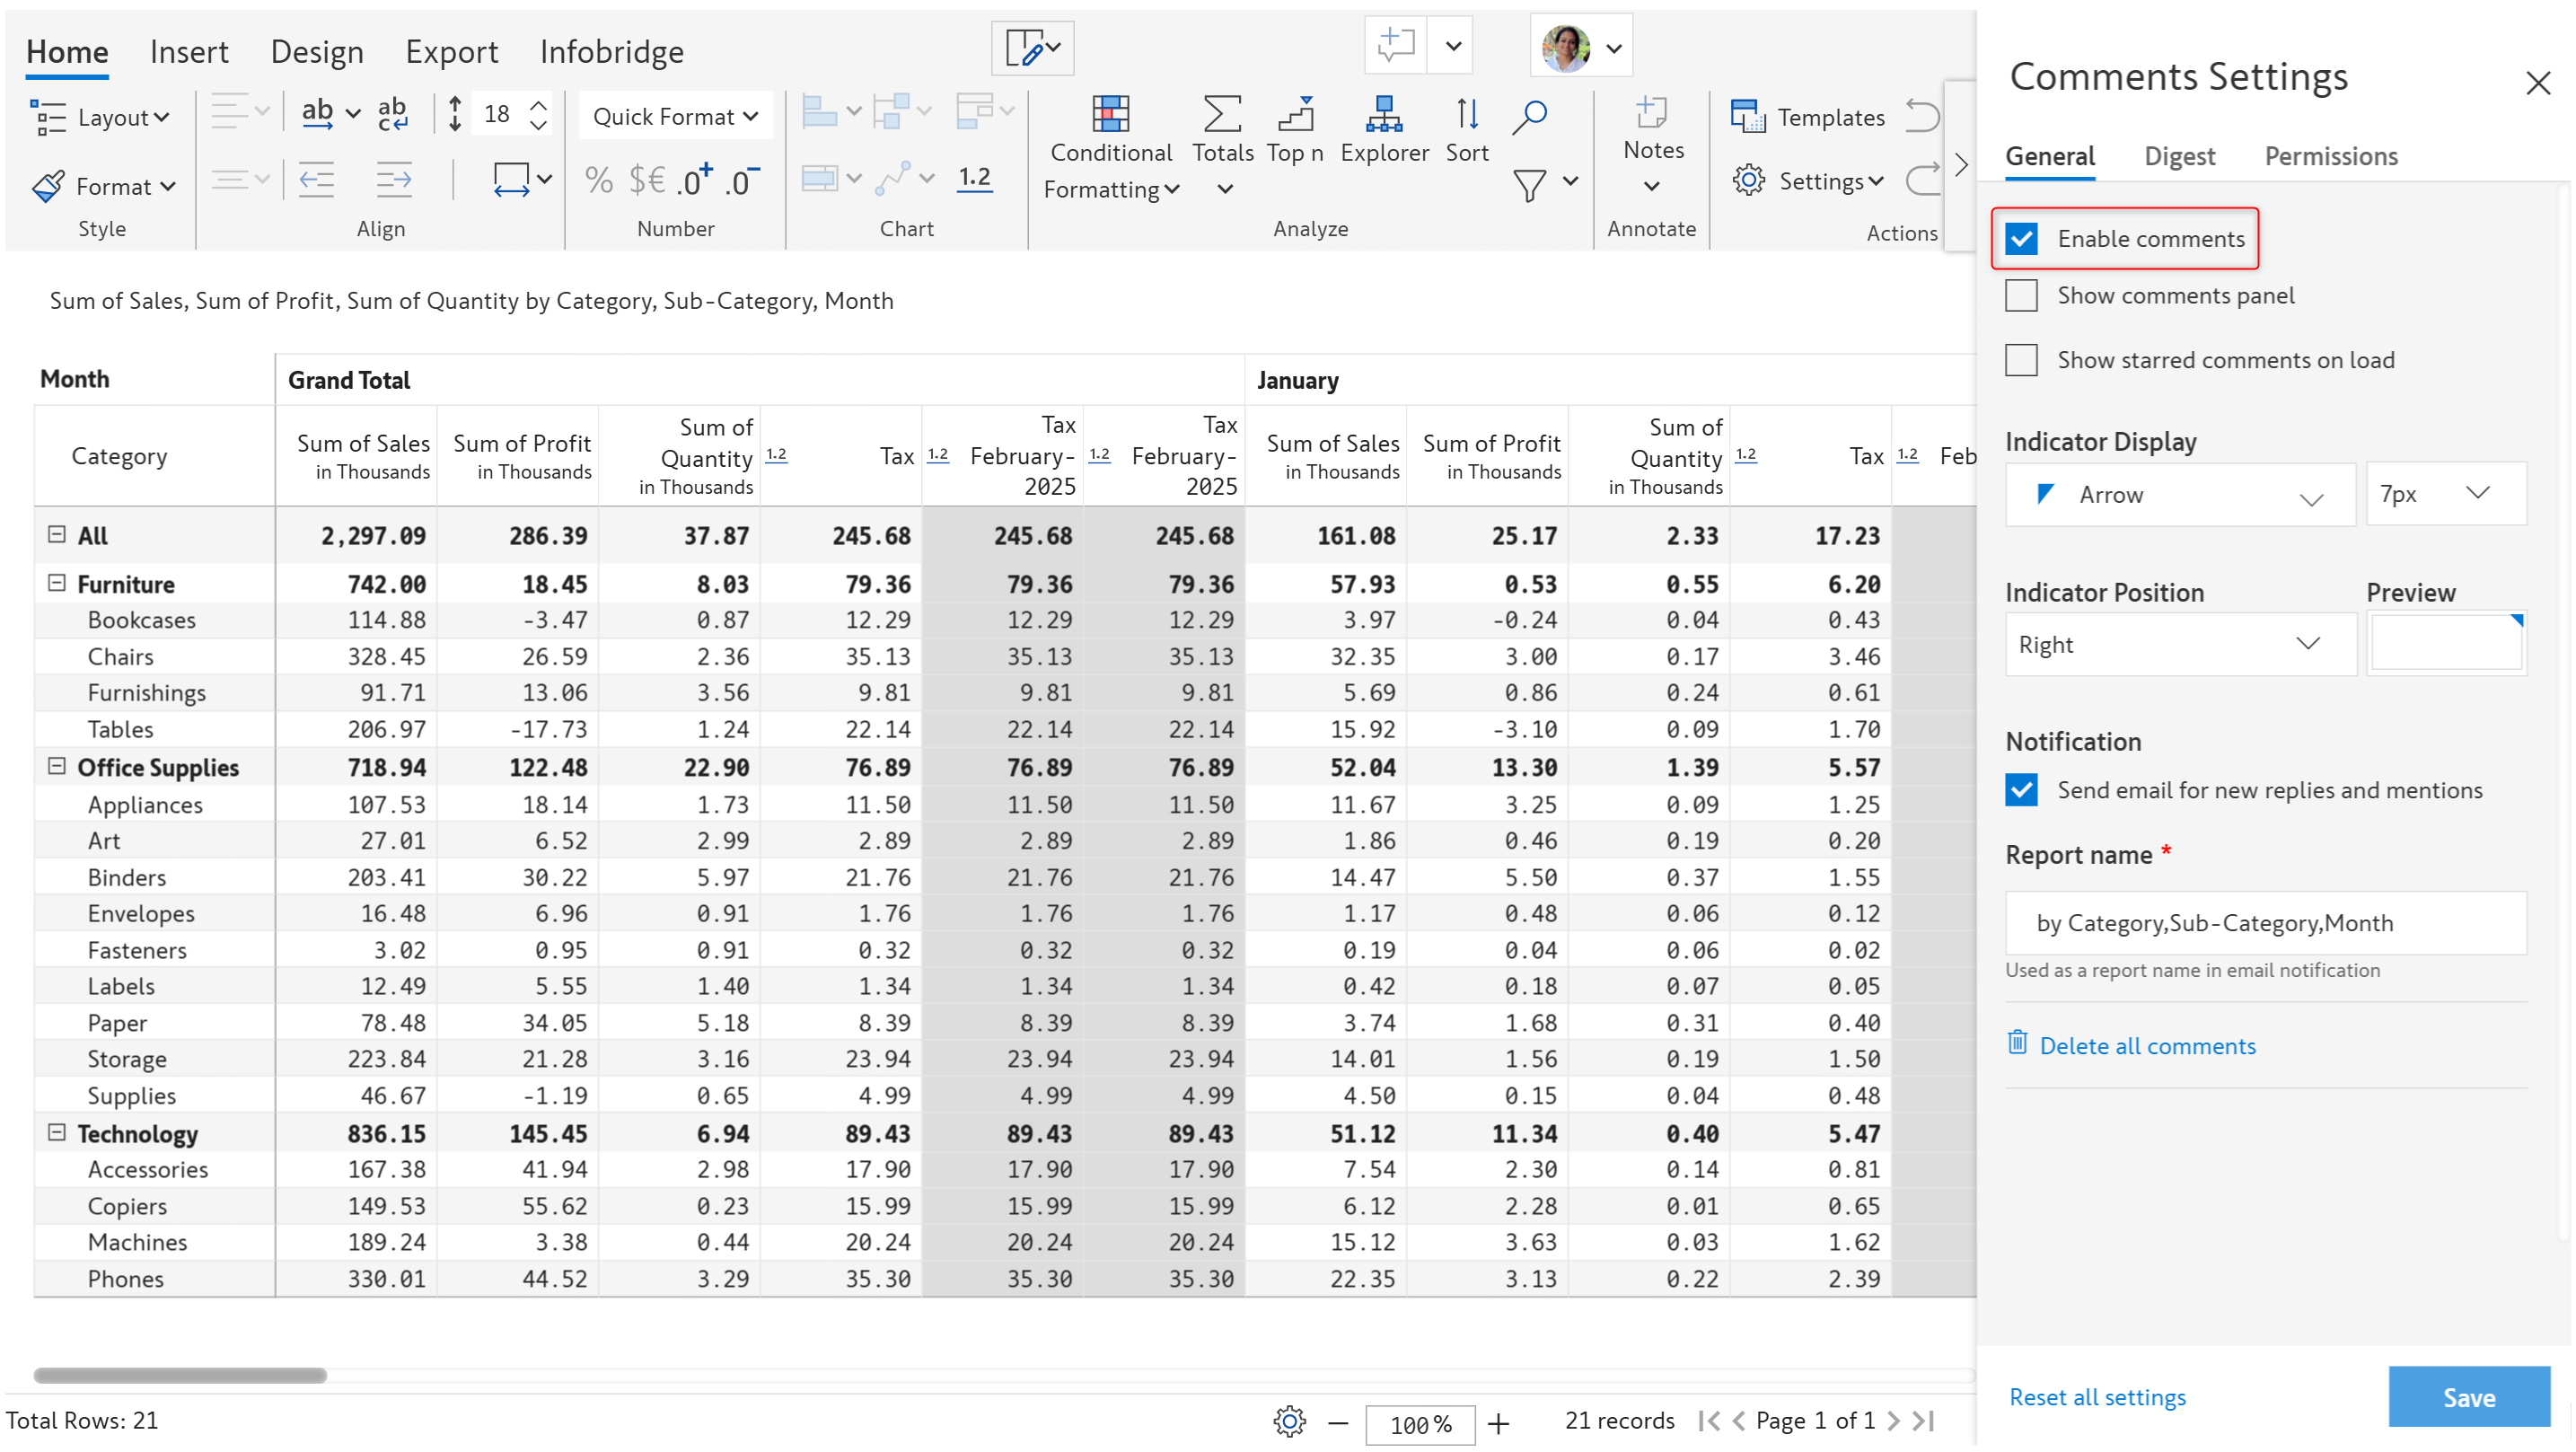 Home Insert Design Export Infobridge
Layout ab ab c 18 Quick Format Conditional Formatting Totals Top n Explorer Sort Notes Templates
Format % $€ .0+ .0- 1.2 Settings
Style Align Number Chart Analyze Annotate Actions
Sum of Sales, Sum of Profit, Sum of Quantity by Category, Sub-Category, Month
Month Grand Total January
Category Sum of Sales in Thousands Sum of Profit in Thousands Sum of Quantity in Thousands 1.2 Tax 1.2 Tax February-2025 1.2 Tax February-2025 Sum of Sales in Thousands Sum of Profit in Thousands Sum of Quantity in Thousands 1.2 Tax 1.2 Feb
All 2,297.09 286.39 37.87 245.68 245.68 245.68 161.08 25.17 2.33 17.23
Furniture 742.00 18.45 8.03 79.36 79.36 79.36 57.93 0.53 0.55 6.20
Bookcases 114.88 -3.47 0.87 12.29 12.29 12.29 3.97 -0.24 0.04 0.43
Chairs 328.45 26.59 2.36 35.13 35.13 35.13 32.35 3.00 0.17 3.46
Furnishings 91.71 13.06 3.56 9.81 9.81 9.81 5.69 0.86 0.24 0.61
Tables 206.97 -17.73 1.24 22.14 22.14 22.14 15.92 -3.10 0.09 1.70
Office Supplies 718.94 122.48 22.90 76.89 76.89 76.89 52.04 13.30 1.39 5.57
Appliances 107.53 18.14 1.73 11.50 11.50 11.50 11.67 3.25 0.09 1.25
Art 27.01 6.52 2.99 2.89 2.89 2.89 1.86 0.46 0.19 0.20
Binders 203.41 30.22 5.97 21.76 21.76 21.76 14.47 5.50 0.37 1.55
Envelopes 16.48 6.96 0.91 1.76 1.76 1.76 1.17 0.48 0.06 0.12
Fasteners 3.02 0.95 0.91 0.32 0.32 0.32 0.19 0.04 0.06 0.02
Labels 12.49 5.55 1.40 1.34 1.34 1.34 0.42 0.18 0.07 0.05
Paper 78.48 34.05 5.18 8.39 8.39 8.39 3.74 1.68 0.31 0.40
Storage 223.84 21.28 3.16 23.94 23.94 23.94 14.01 1.56 0.19 1.50
Supplies 46.67 -1.19 0.65 4.99 4.99 4.99 4.50 0.15 0.04 0.48
Technology 836.15 145.45 6.94 89.43 89.43 89.43 51.12 11.34 0.40 5.47
Accessories 167.38 41.94 2.98 17.90 17.90 17.90 7.54 2.30 0.14 0.81
Copiers 149.53 55.62 0.23 15.99 15.99 15.99 6.12 2.28 0.01 0.65
Machines 189.24 3.38 0.44 20.24 20.24 20.24 15.12 3.63 0.03 1.62
Phones 330.01 44.52 3.29 35.30 35.30 35.30 22.35 3.13 0.22 2.39
Total Rows: 21 100% 21 records Page 1 of 1
Comments Settings
General Digest Permissions
Enable comments
Show comments panel
Show starred comments on load
Indicator Display
Arrow 7px
Indicator Position Preview
Right
Notification
Send email for new replies and mentions
Report name *
by Category,Sub-Category,Month
Used as a report name in email notification
Delete all comments
Reset all settings Save